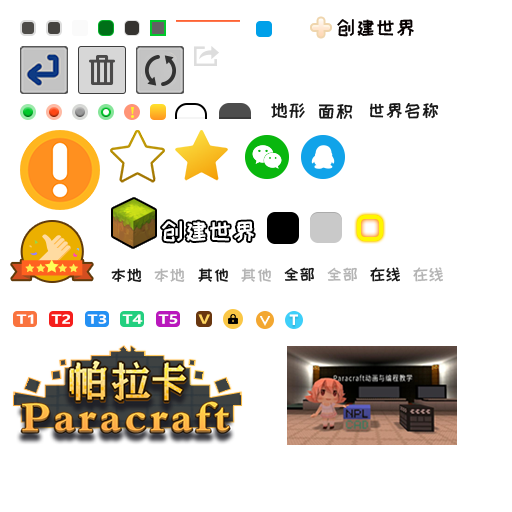 创建世界
地形 面积 世界名称
创建世界
本地 本地 其他 其他 全部 全部 在线 在线
T1 T2 T3 T4 T5 V V T
帕拉卡
Paracraft
Paracraft动画与编程教学
NPL